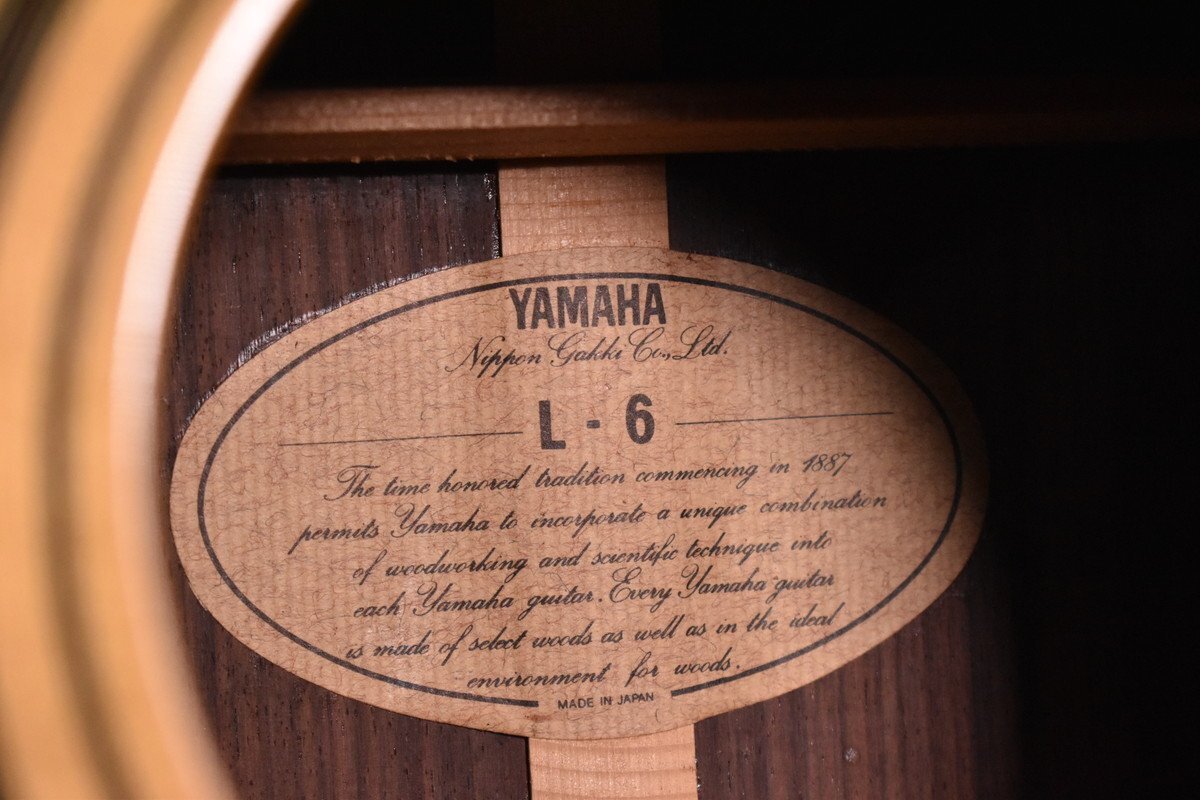 YAMAHA
Nippon Gakki Co., Ltd.
L - 6
The time honored tradition commencing in 1887
permits Yamaha to incorporate a unique combination
of woodworking and scientific technique into
each Yamaha guitar. Every Yamaha guitar
is made of select woods as well as in the ideal
environment for woods.
MADE IN JAPAN